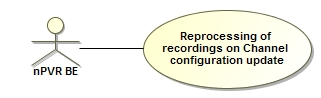 Reprocessing of
recordings on Channel
configuration update
nPVR BE